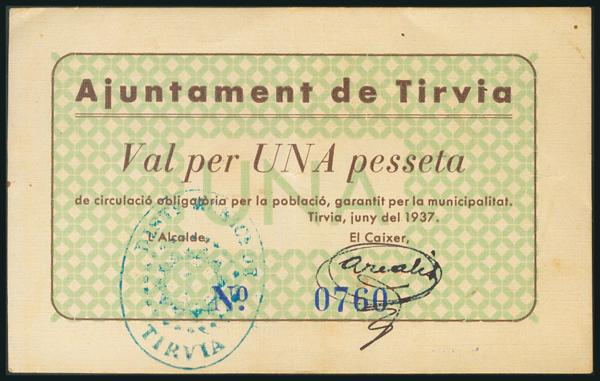 Ajuntament de Tirvia
Val per UNA pesseta
UNA
de circulació obligatòria per la població, garantit per la municipalitat.
Tirvia, juny del 1937.
L'Alcalde, El Caixer,
Nº. 0760
TIRVIA